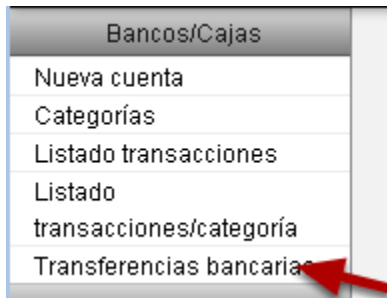 Bancos/Cajas
Nueva cuenta
Categorías
Listado transacciones
Listado
transacciones/categoría
Transferencias bancarias